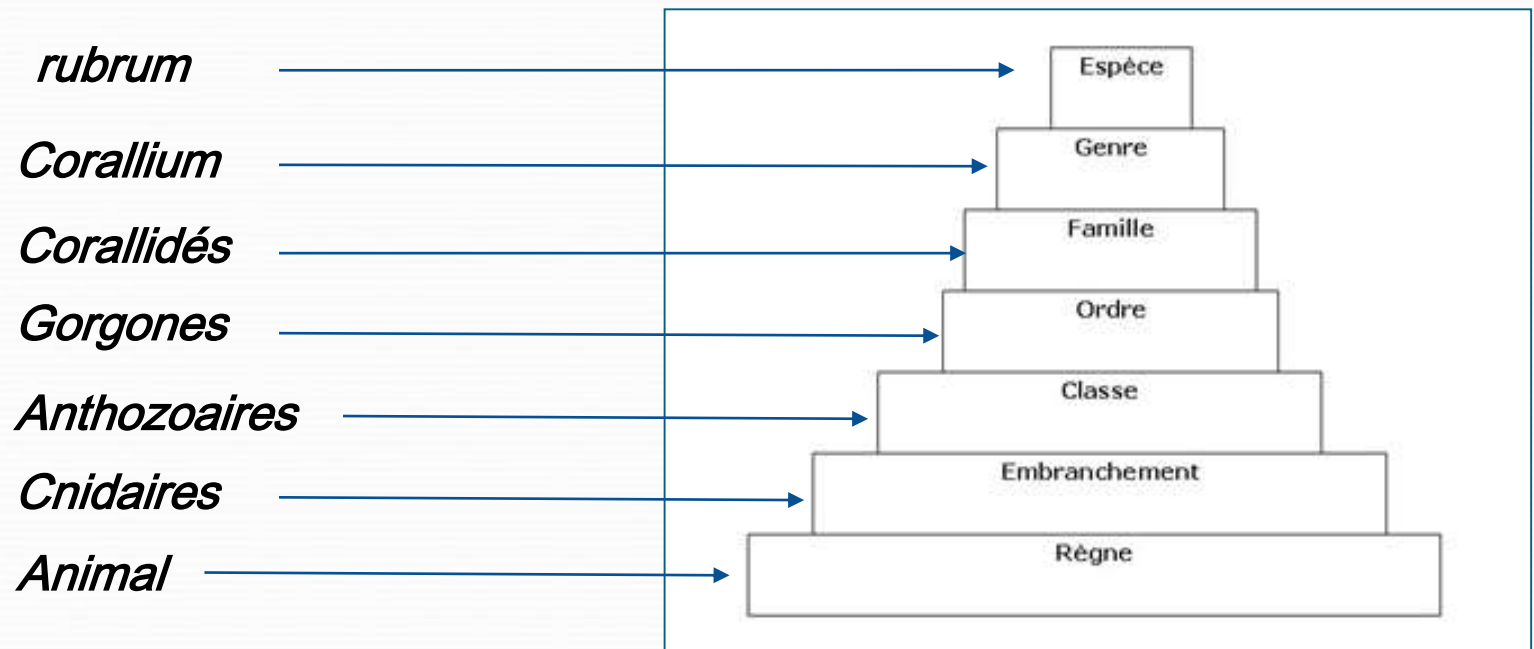 rubrum
Espèce
Corallium
Genre
Corallidés
Famille
Gorgones
Ordre
Anthozoaires
Classe
Cnidaires
Embranchement
Animal
Règne